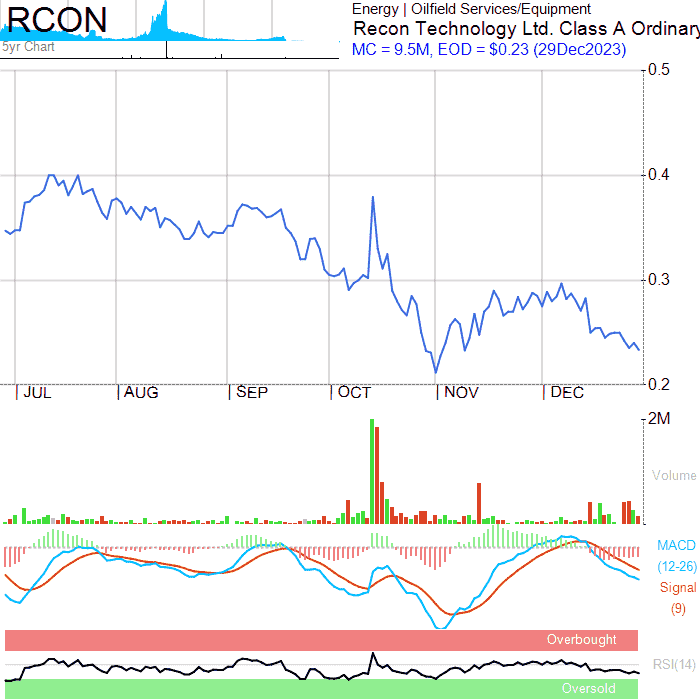 RCON
5yr Chart
Energy | Oilfield Services/Equipment
Recon Technology Ltd. Class A Ordinary
MC = 9.5M, EOD = $0.23 (29Dec2023)
0.5
0.4
0.3
0.2
JUL AUG SEP OCT NOV DEC
2M
Volume
MACD
(12-26)
Signal
(9)
Overbought
RSI(14)
Oversold